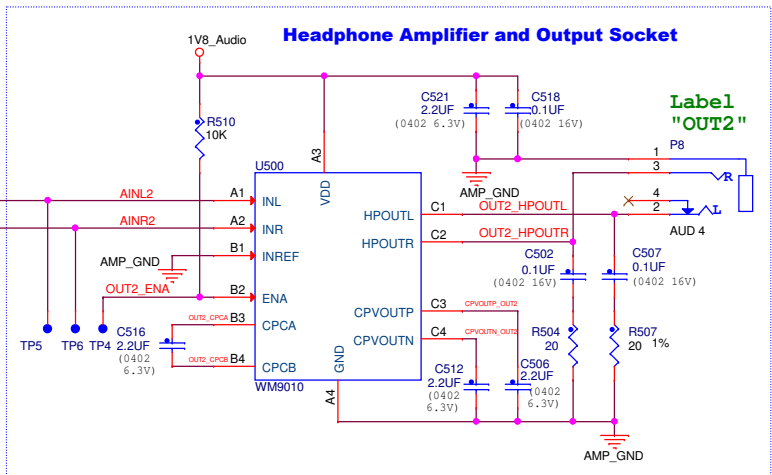 Headphone Amplifier and Output Socket
1V8_Audio
R510
10K
C521
2.2UF
(0402 6.3V)
C518
0.1UF
(0402 16V)
Label
"OUT2"
P8
1
3
4
2
R
L
AUD 4
AMP_GND
U500
A3
VDD
AINL2
A1
INL
AINR2
A2
INR
AMP_GND
B1
INREF
OUT2_ENA
B2
ENA
OUT2_CPCA
B3
CPCA
OUT2_CPCB
B4
CPCB
HPOUTL
C1
OUT2_HPOUTL
HPOUTR
C2
OUT2_HPOUTR
CPVOUTP
C3
CPVOUTP_OUT2
CPVOUTN
C4
CPVOUTN_OUT2
GND
A4
WM9010
TP5
TP6
TP4
C516
2.2UF
(0402
6.3V)
C502
0.1UF
(0402 16V)
C507
0.1UF
(0402 16V)
R504
20
R507
20 1%
C512
2.2UF
(0402
6.3V)
C506
2.2UF
(0402
6.3V)
AMP_GND